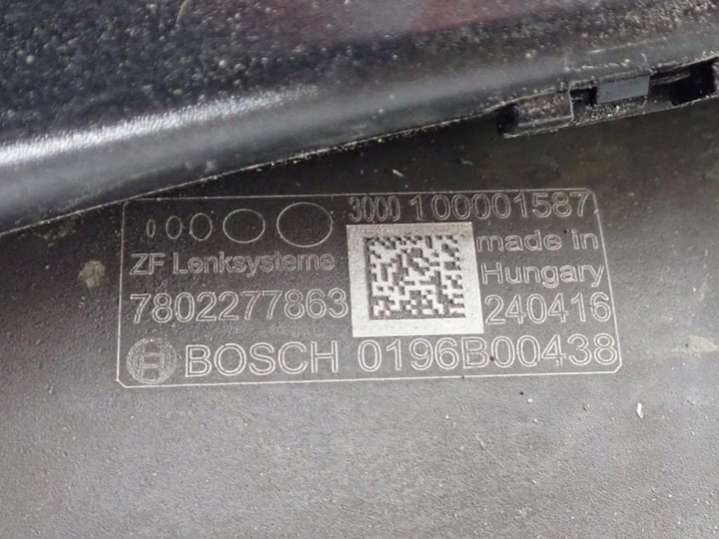 3000 100001587
made in
ZF Lenksysteme
Hungary
7802277863
240416
BOSCH 0196B00438